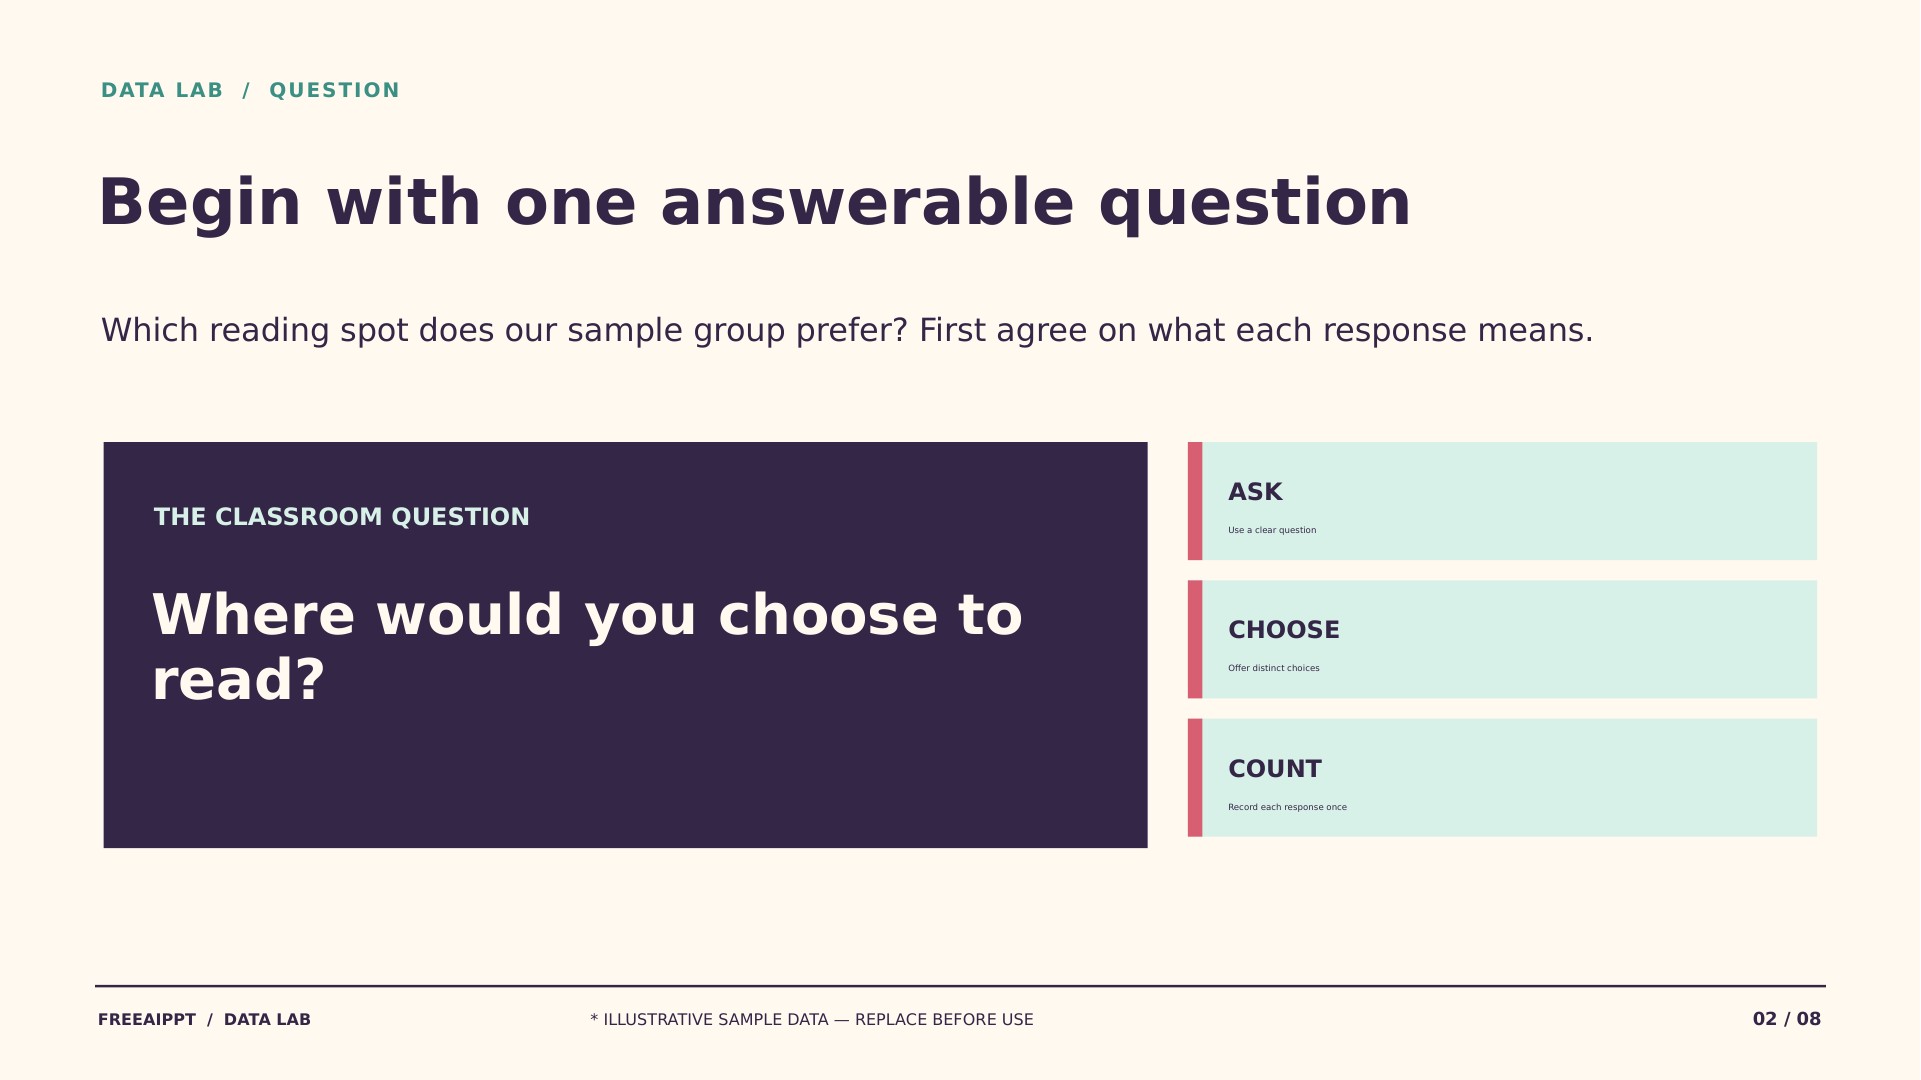 DATA LAB / QUESTION
Begin with one answerable question
Which reading spot does our sample group prefer? First agree on what each response means.
THE CLASSROOM QUESTION
Where would you choose to
read?
ASK
Use a clear question
CHOOSE
Offer distinct choices
COUNT
Record each response once
FREEAIPPT / DATA LAB
* ILLUSTRATIVE SAMPLE DATA — REPLACE BEFORE USE
02 / 08